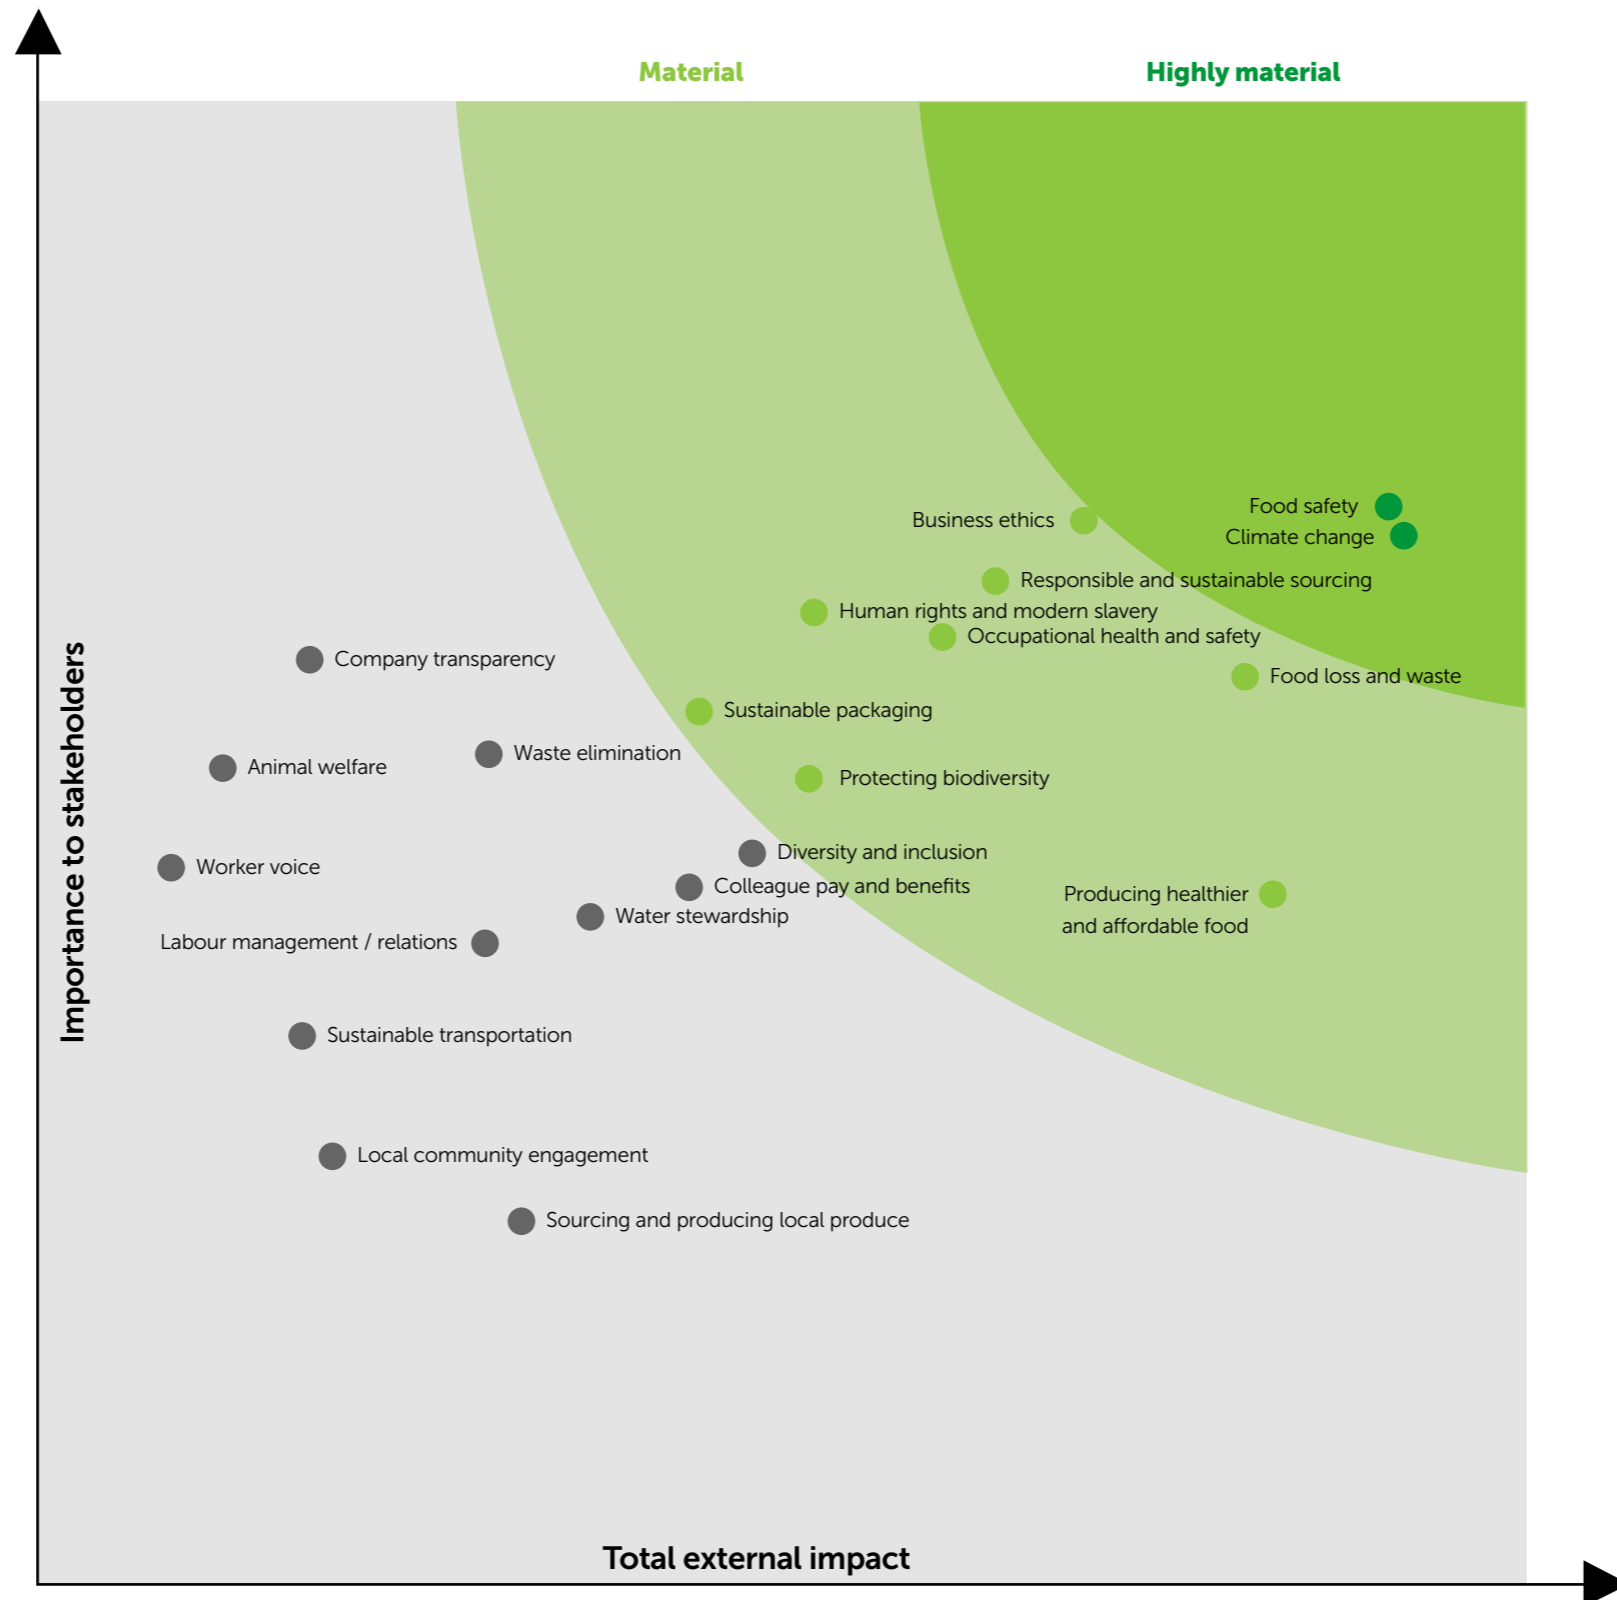 Material
Highly material
Food safety
Business ethics
Climate change
Responsible and sustainable sourcing
Human rights and modern slavery
Occupational health and safety
Company transparency
Food loss and waste
Sustainable packaging
Waste elimination
Animal welfare
Protecting biodiversity
Diversity and inclusion
Worker voice
Colleague pay and benefits
Producing healthier
and affordable food
Water stewardship
Labour management / relations
Sustainable transportation
Local community engagement
Sourcing and producing local produce
Importance to stakeholders
Total external impact